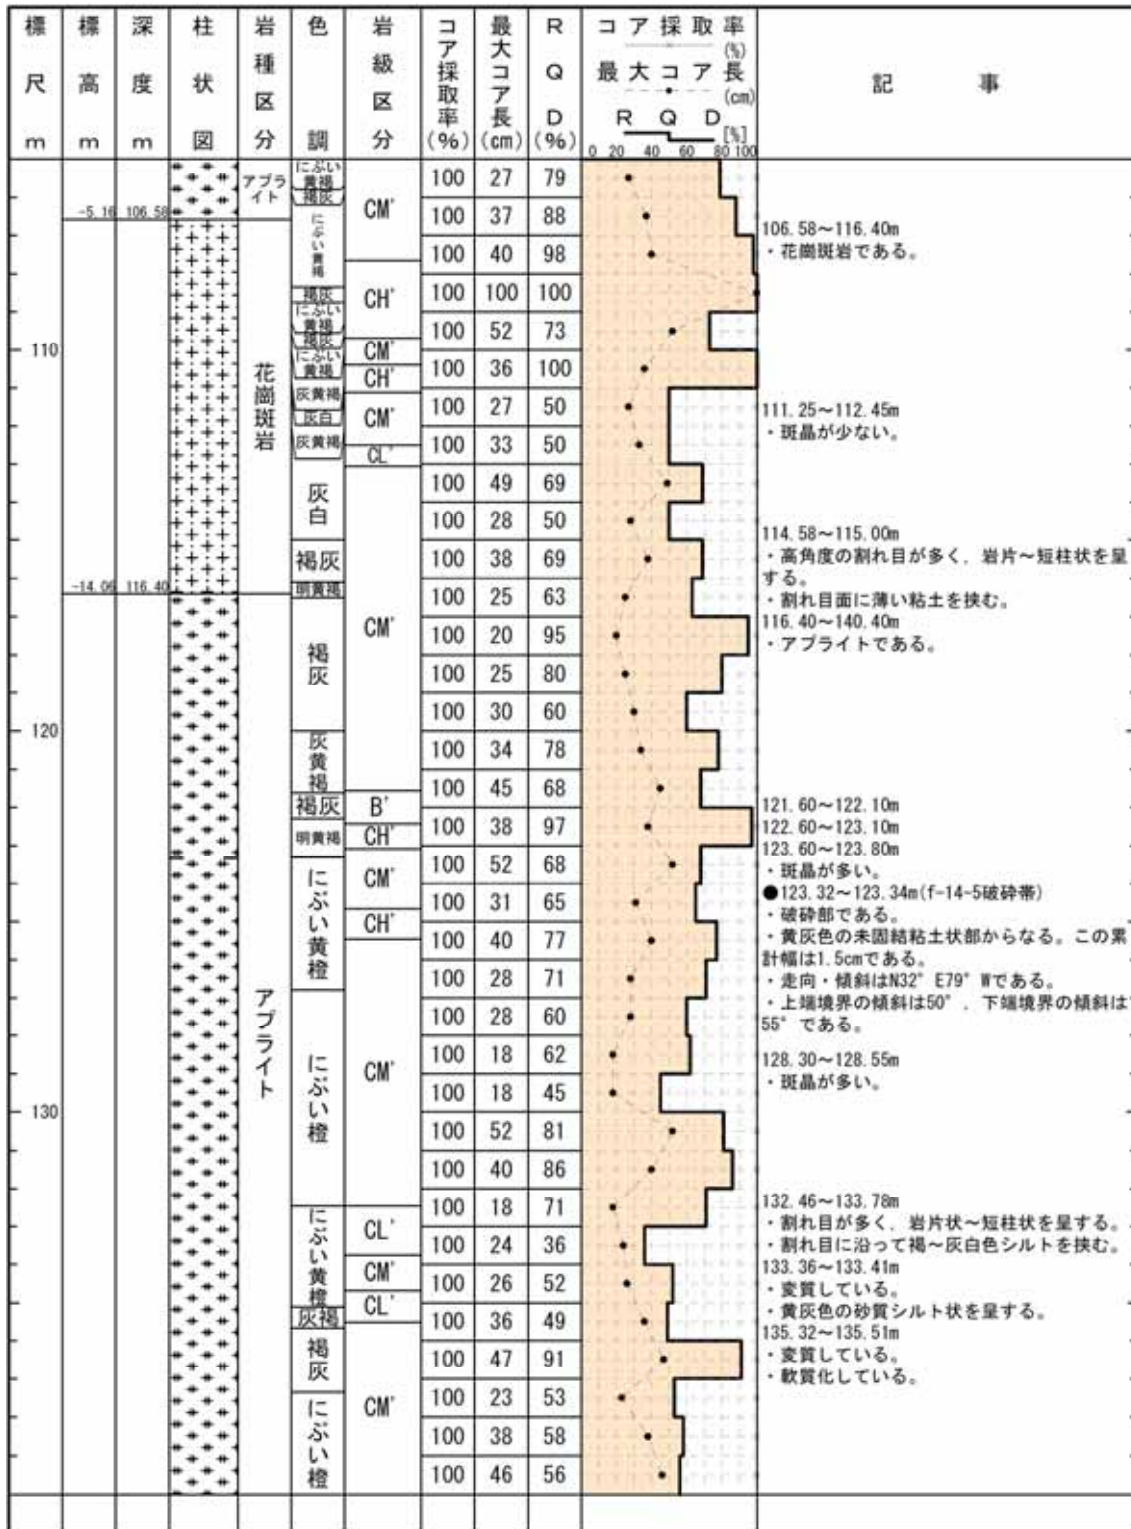 標尺m 標高m 深度m 柱状図 岩種区分 色調 岩級区分 コア採取率(%) 最大コア長(cm) RQD(%) コア採取率(%) 最大コア長(cm) RQD[%] 記事
0 20 40 60 80 100
アプライト にぶい黄褐 CM' 100 27 79
褐灰
-5.16 106.58 100 37 88
花崗斑岩 にぶい黄褐 100 40 98
106.58～116.40m
・花崗斑岩である。
褐灰 CH' 100 100 100
にぶい黄褐 100 52 73
褐灰
110 にぶい黄褐 CM' CH' 100 36 100
灰黄褐 CM' 100 27 50
灰白
111.25～112.45m
・斑晶が少ない。
灰黄褐 CL' 100 33 50
灰白 CM' 100 49 69
100 28 50
114.58～115.00m
・高角度の割れ目が多く、岩片～短柱状を呈
する。
・割れ目面に薄い粘土を挟む。
褐灰 100 38 69
-14.06 116.40 明黄褐 100 25 63
116.40～140.40m
・アプライトである。
アプライト 褐灰 100 20 95
100 25 80
100 30 60
120 灰黄褐 100 34 78
100 45 68
褐灰 B' 100 38 97
明黄褐 CH'
121.60～122.10m
122.60～123.10m
123.60～123.80m
・斑晶が多い。
●123.32～123.34m(f-14-5破砕帯)
・破砕部である。
・黄灰色の未固結粘土状部からなる。この累
計幅は1.5cmである。
・走向・傾斜はN32°E79°Wである。
・上端境界の傾斜は50°、下端境界の傾斜は
55°である。
にぶい黄橙 CM' 100 52 68
100 31 65
CH' 100 40 77
CM' 100 28 71
にぶい橙 100 28 60
100 18 62
128.30～128.55m
・斑晶が多い。
100 18 45
130 100 52 81
100 40 86
100 18 71
132.46～133.78m
・割れ目が多く、岩片状～短柱状を呈する。
・割れ目に沿って褐～灰白色シルトを挟む。
133.36～133.41m
・変質している。
・黄灰色の砂質シルト状を呈する。
135.32～135.51m
・変質している。
・軟質化している。
にぶい黄橙 CL' 100 24 36
CM' 100 26 52
灰褐 CL' 100 36 49
褐灰 CM' 100 47 91
にぶい橙 100 23 53
100 38 58
100 46 56